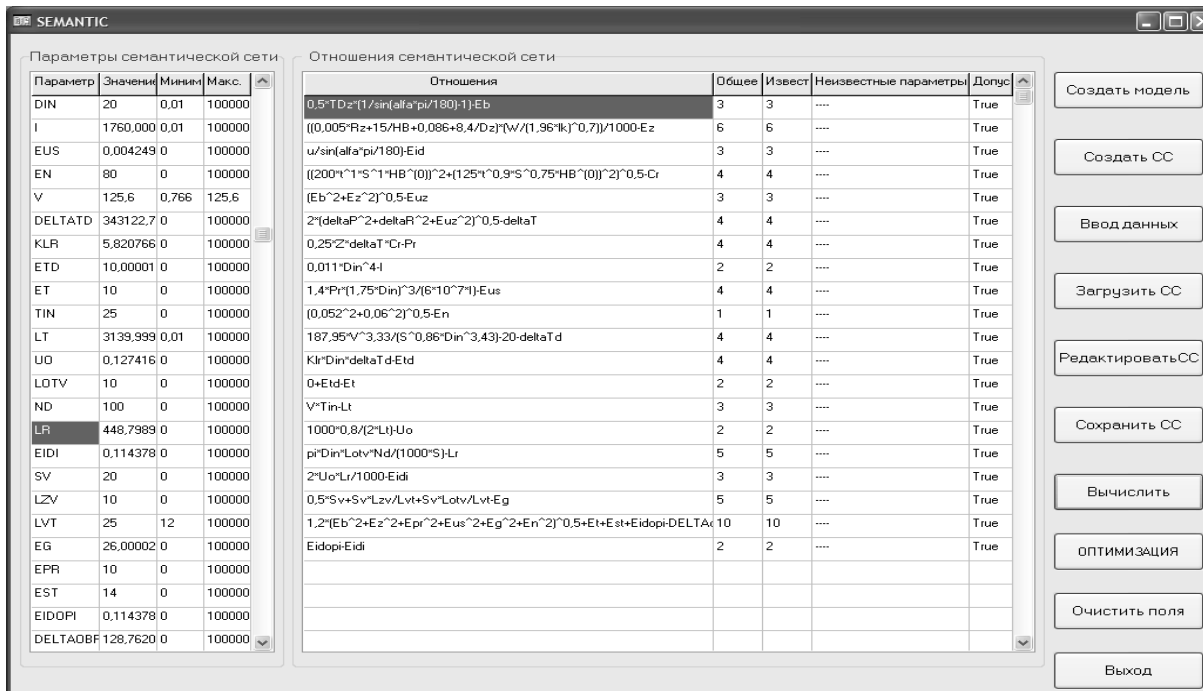 SEMANTIC
Параметры семантической сети
Параметр Значение Миним Макс.
DIN 20 0,01 100000
I 1760,000 0,01 100000
EUS 0,004249 0 100000
EN 80 0 100000
V 125,6 0,766 125,6
DELTATD 343122,7 0 100000
KLR 5,820766 0 100000
ETD 10,00001 0 100000
ET 10 0 100000
TIN 25 0 100000
LT 3139,999 0,01 100000
UO 0,127416 0 100000
LOTV 10 0 100000
ND 100 0 100000
LR 448,7989 0 100000
EIDI 0,114378 0 100000
SV 20 0 100000
LZV 10 0 100000
LVT 25 12 100000
EG 26,00002 0 100000
EPR 10 0 100000
EST 14 0 100000
EIDOPI 0,114378 0 100000
DELTAOBF 128,7620 0 100000
Отношения семантической сети
Отношения Общее Извест Неизвестные параметры Допус
0,5*TDz*(1/sin(alfa*pi/180)-1)-Eb 3 3 ---- True
((0,005*Rz+15/HB+0,086+8,4/Dz)*(W/(1,96*lk)^0,7))/1000-Ez 6 6 ---- True
u/sin(alfa*pi/180)-Eid 3 3 ---- True
((200*t^1*S^1*HB^(0))^2+(125*t^0,9*S^0,75*HB^(0))^2)^0,5-Cr 4 4 ---- True
(Eb^2+Ez^2)^0,5-Euz 3 3 ---- True
2*(deltaP^2+deltaR^2+Euz^2)^0,5-deltaT 4 4 ---- True
0,25*Z*deltaT*Cr-Pr 4 4 ---- True
0,011*Din^4-I 2 2 ---- True
1,4*Pr*(1,75*Din)^3/(6*10^7*I)-Eus 4 4 ---- True
(0,052^2+0,06^2)^0,5-En 1 1 ---- True
187,95*V^3,33/(S^0,86*Din^3,43)-20-deltaTd 4 4 ---- True
Klr*Din*deltaTd-Etd 4 4 ---- True
0+Etd-Et 2 2 ---- True
V*Tin-Lt 3 3 ---- True
1000*0,8/(2*Lt)-Uo 2 2 ---- True
pi*Din*Lotv*Nd/(1000*S)-Lr 5 5 ---- True
2*Uo*Lr/1000-Eidi 3 3 ---- True
0,5*Sv+Sv*Lzv/Lvt+Sv*Lotv/Lvt-Eg 5 5 ---- True
1,2*(Eb^2+Ez^2+Epr^2+Eus^2+Eg^2+En^2)^0,5+Et+Est+Eidopi-DELTAo 10 10 ---- True
Eidopi-Eidi 2 2 ---- True
Создать модель
Создать СС
Ввод данных
Загрузить СС
РедактироватьСС
Сохранить СС
Вычислить
ОПТИМИЗАЦИЯ
Очистить поля
Выход